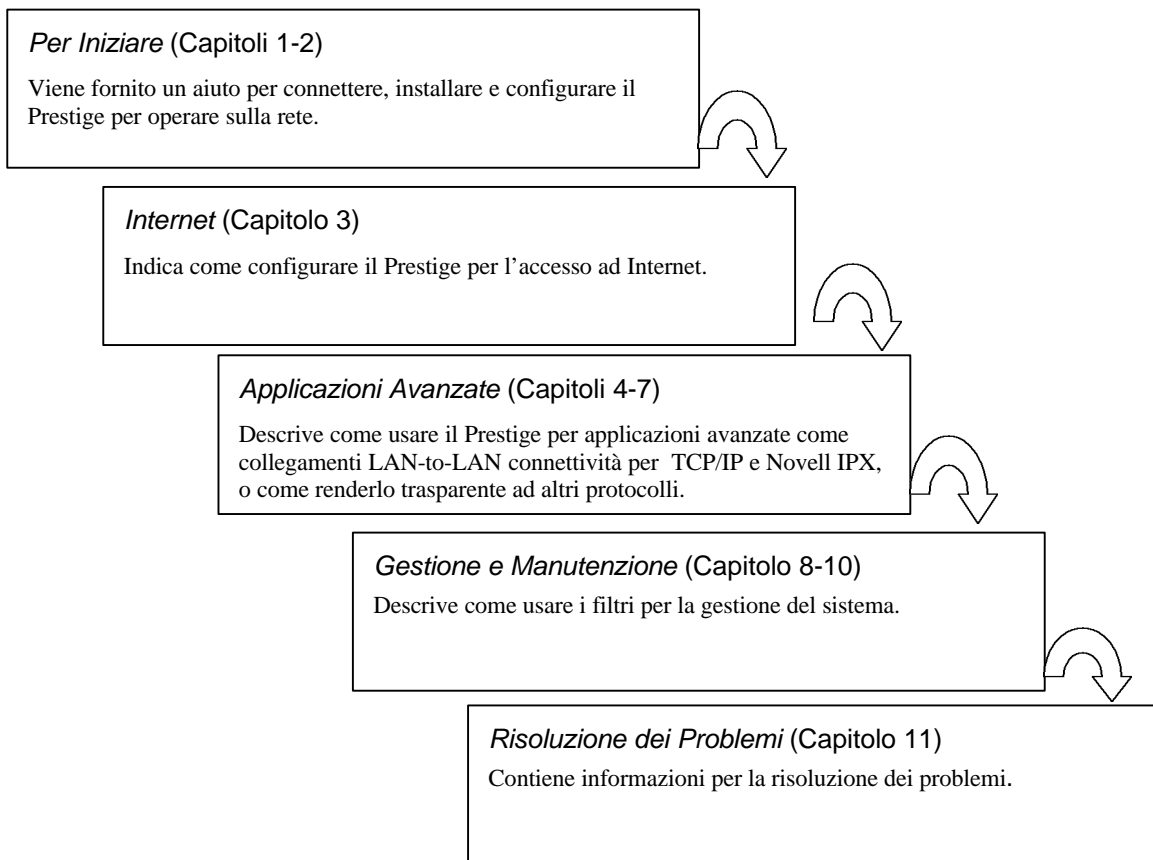 Per Iniziare (Capitoli 1-2)
Viene fornito un aiuto per connettere, installare e configurare il
Prestige per operare sulla rete.
Internet (Capitolo 3)
Indica come configurare il Prestige per l’accesso ad Internet.
Applicazioni Avanzate (Capitoli 4-7)
Descrive come usare il Prestige per applicazioni avanzate come
collegamenti LAN-to-LAN connettività per TCP/IP e Novell IPX,
o come renderlo trasparente ad altri protocolli.
Gestione e Manutenzione (Capitolo 8-10)
Descrive come usare i filtri per la gestione del sistema.
Risoluzione dei Problemi (Capitolo 11)
Contiene informazioni per la risoluzione dei problemi.